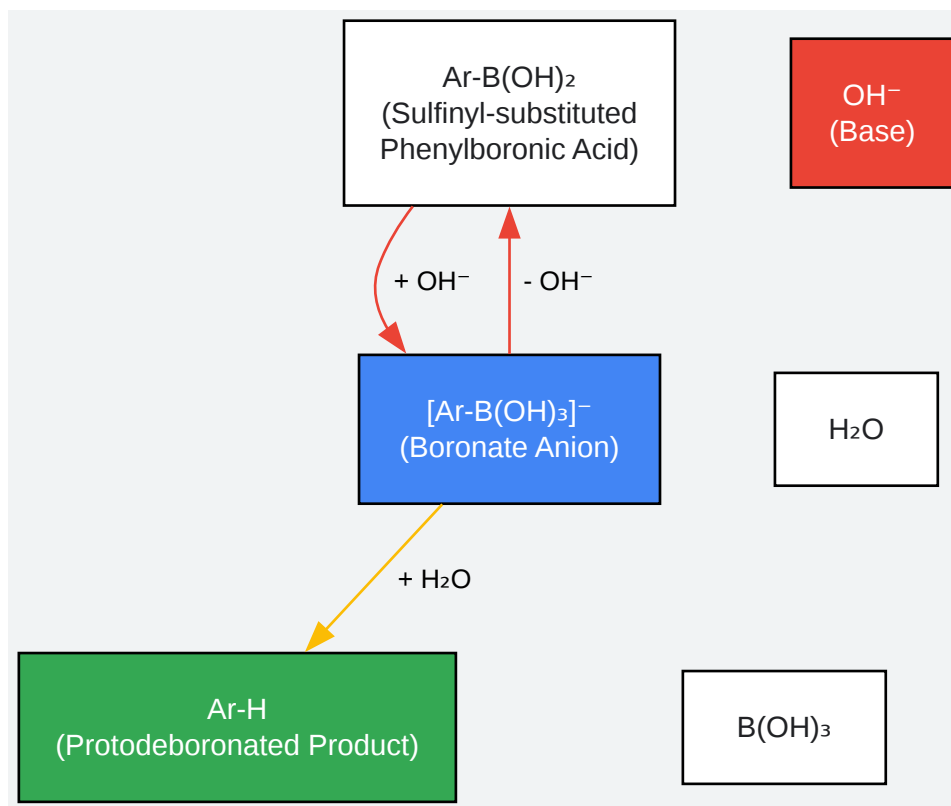 Ar-B(OH)₂
(Sulfinyl-substituted
Phenylboronic Acid)
OH⁻
(Base)
+ OH⁻
- OH⁻
[Ar-B(OH)₃]⁻
(Boronate Anion)
H₂O
+ H₂O
Ar-H
(Protodeboronated Product)
B(OH)₃